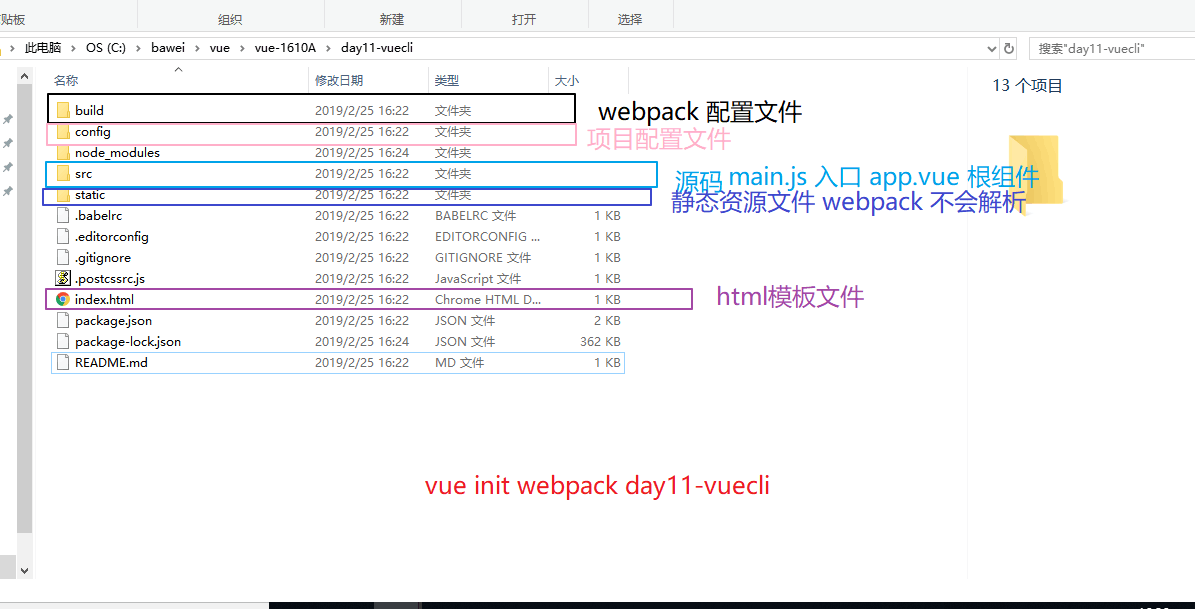 贴板 组织 新建 打开 选择
此电脑 › OS (C:) › bawei › vue › vue-1610A › day11-vuecli 搜索"day11-vuecli"
名称 修改日期 类型 大小
13 个项目
build 2019/2/25 16:22 文件夹 webpack 配置文件
config 2019/2/25 16:22 文件夹 项目配置文件
node_modules 2019/2/25 16:24 文件夹
src 2019/2/25 16:22 文件夹 源码 main.js 入口 app.vue 根组件
static 2019/2/25 16:22 文件夹 静态资源文件 webpack 不会解析
.babelrc 2019/2/25 16:22 BABELRC 文件 1 KB
.editorconfig 2019/2/25 16:22 EDITORCONFIG ... 1 KB
.gitignore 2019/2/25 16:22 GITIGNORE 文件 1 KB
.postcssrc.js 2019/2/25 16:22 JavaScript 文件 1 KB
index.html 2019/2/25 16:22 Chrome HTML D... 1 KB html模板文件
package.json 2019/2/25 16:22 JSON 文件 2 KB
package-lock.json 2019/2/25 16:24 JSON 文件 362 KB
README.md 2019/2/25 16:22 MD 文件 1 KB
vue init webpack day11-vuecli